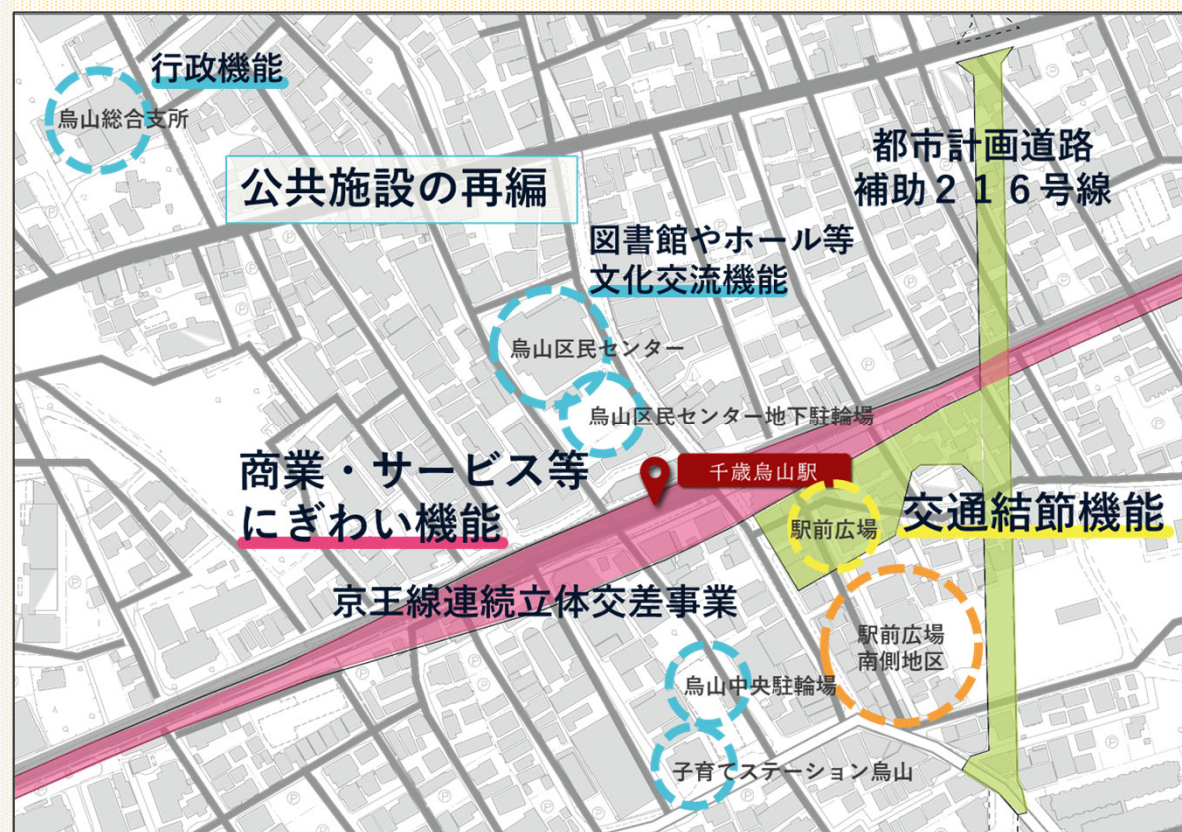 行政機能
烏山総合支所
公共施設の再編
都市計画道路
補助２１６号線
図書館やホール等
文化交流機能
烏山区民センター
烏山区民センター地下駐輪場
商業・サービス等
にぎわい機能
千歳烏山駅
駅前広場
交通結節機能
京王線連続立体交差事業
駅前広場
南側地区
烏山中央駐輪場
子育てステーション烏山